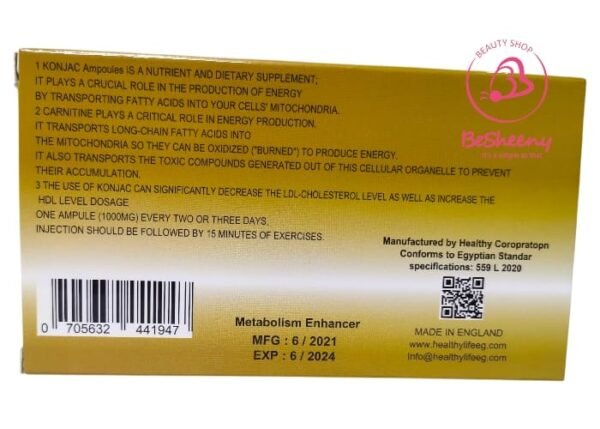 BEAUTY SHOP
BeSheeny
1 KONJAC Ampoules IS A NUTRIENT AND DIETARY SUPPLEMENT;
IT PLAYS A CRUCIAL ROLE IN THE PRODUCTION OF ENERGY
BY TRANSPORTING FATTY ACIDS INTO YOUR CELLS' MITOCHONDRIA.
2 CARNITINE PLAYS A CRITICAL ROLE IN ENERGY PRODUCTION.
IT TRANSPORTS LONG-CHAIN FATTY ACIDS INTO
THE MITOCHONDRIA SO THEY CAN BE OXIDIZED ("BURNED") TO PRODUCE ENERGY.
IT ALSO TRANSPORTS THE TOXIC COMPOUNDS GENERATED OUT OF THIS CELLULAR ORGANELLE TO PREVENT
THEIR ACCUMULATION.
3 THE USE OF KONJAC CAN SIGNIFICANTLY DECREASE THE LDL-CHOLESTEROL LEVEL AS WELL AS INCREASE THE
HDL LEVEL DOSAGE
ONE AMPULE (1000MG) EVERY TWO OR THREE DAYS,
INJECTION SHOULD BE FOLLOWED BY 15 MINUTES OF EXERCISES.
Manufactured by Healthy Coropratopn
Conforms to Egyptian Standar
specifications: 559 L 2020
0 705632 441947
Metabolism Enhancer
MFG : 6 / 2021
EXP : 6 / 2024
MADE IN ENGLAND
www.healthylifeeg.com
Info@healthylifeeg.com